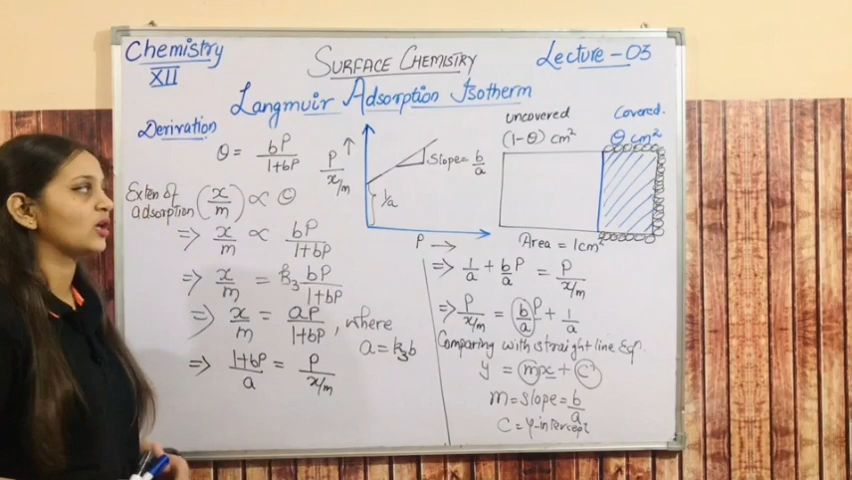 Chemistry
XII
SURFACE CHEMISTRY
Lecture - 03
Langmuir Adsorption Isotherm
Derivation
θ = bP / 1+bP
Exten of adsorption (x/m) ∝ θ
⇒ x/m ∝ bP / 1+bP
⇒ x/m = k₃ bP / 1+bP
⇒ x/m = aP / 1+bP, where
a = k₃b
⇒ 1+bP / a = P / x/m
P / x/m ↑
Slope = b/a
1/a
P →
uncovered
(1-θ) cm²
Covered.
θ cm²
Area = 1cm²
⇒ 1/a + b/a P = P / x/m
⇒ P / x/m = b/a P + 1/a
Comparing with straight line Eqn.
y = mx + c
m = slope = b/a
C = y-intercept